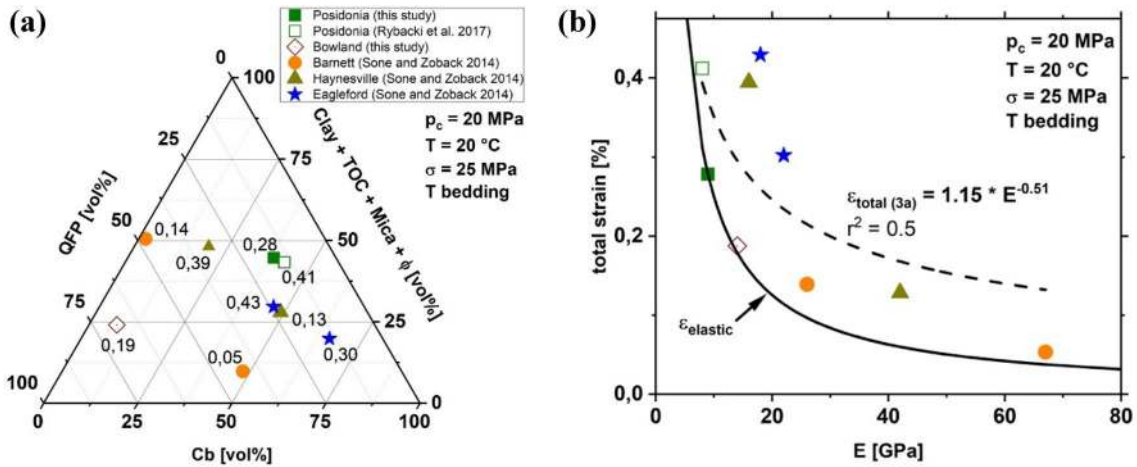 (a)
Posidonia (this study)
Posidonia (Rybacki et al. 2017)
Bowland (this study)
Barnett (Sone and Zoback 2014)
Haynesville (Sone and Zoback 2014)
Eagleford (Sone and Zoback 2014)
p_c = 20 MPa
T = 20 °C
σ = 25 MPa
T bedding
0
100
25
75
50
50
75
25
100
0
QFP [vol%]
Clay + TOC + Mica + ϕ [vol%]
0,14
0,39
0,28
0,41
0,43
0,13
0,19
0,05
0,30
0
25
50
75
100
Cb [vol%]
(b)
p_c = 20 MPa
T = 20 °C
σ = 25 MPa
T bedding
ε_total (3a) = 1.15 * E^-0.51
r² = 0.5
ε_elastic
total strain [%]
0,4
0,2
0,0
0
20
40
60
80
E [GPa]